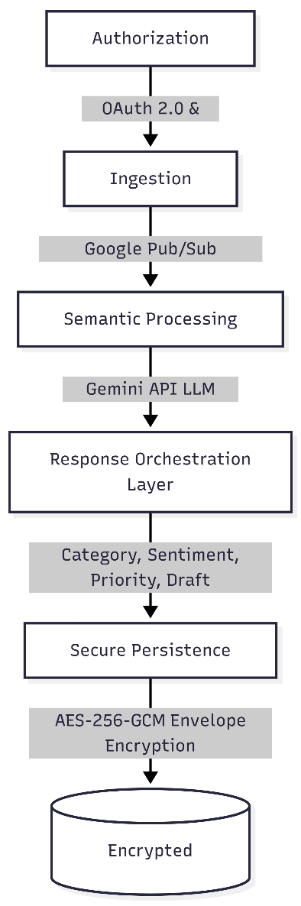 Authorization
OAuth 2.0 &
Ingestion
Google Pub/Sub
Semantic Processing
Gemini API LLM
Response Orchestration
Layer
Category, Sentiment,
Priority, Draft
Secure Persistence
AES-256-GCM Envelope
Encryption
Encrypted